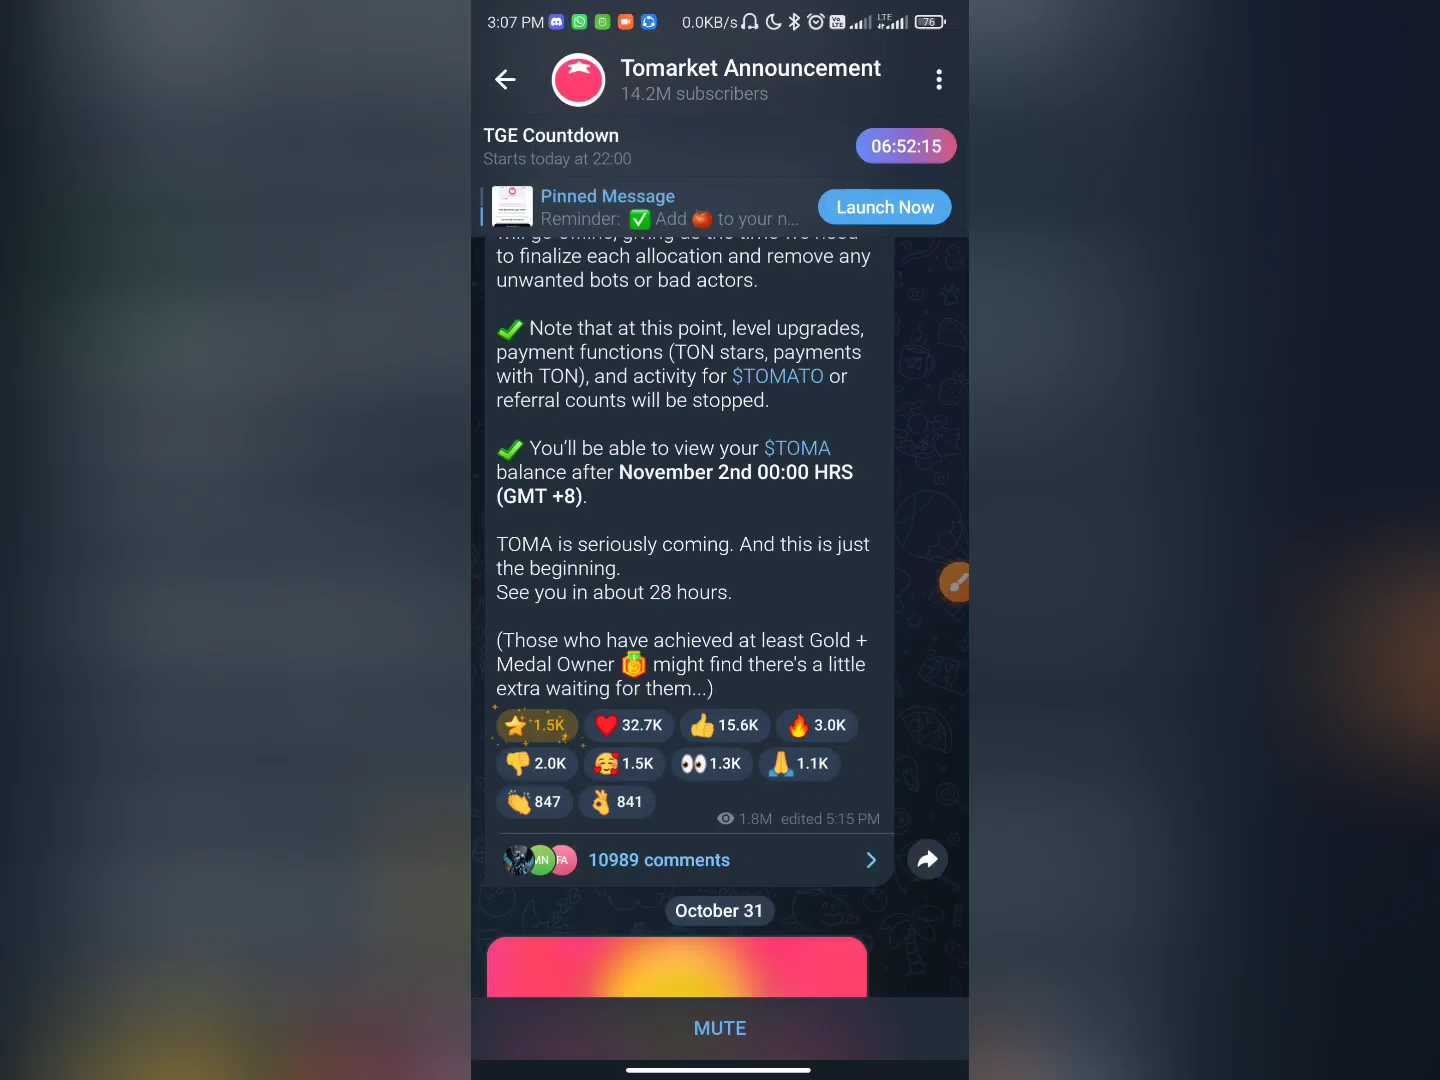 3:07 PM 0.0KB/s Vo LTE LTE 76
Tomarket Announcement
14.2M subscribers
TGE Countdown
06:52:15
Starts today at 22:00
Pinned Message
Launch Now
Reminder: ✅ Add 🍅 to your n...
to finalize each allocation and remove any
unwanted bots or bad actors.
✔ Note that at this point, level upgrades,
payment functions (TON stars, payments
with TON), and activity for $TOMATO or
referral counts will be stopped.
✔ You'll be able to view your $TOMA
balance after November 2nd 00:00 HRS
(GMT +8).
TOMA is seriously coming. And this is just
the beginning.
See you in about 28 hours.
(Those who have achieved at least Gold +
Medal Owner 🏅 might find there's a little
extra waiting for them...)
⭐ 1.5K ❤ 32.7K 👍 15.6K 🔥 3.0K
👎 2.0K 🥰 1.5K 👀 1.3K 🙏 1.1K
👏 847 👌 841
1.8M edited 5:15 PM
MN FA 10989 comments
October 31
MUTE